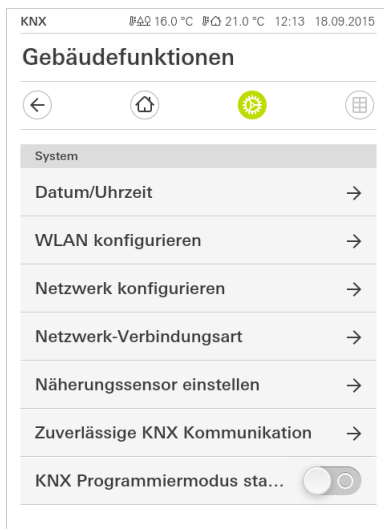 KNX 16.0 °C 21.0 °C 12:13 18.09.2015
Gebäudefunktionen
System
Datum/Uhrzeit
WLAN konfigurieren
Netzwerk konfigurieren
Netzwerk-Verbindungsart
Näherungssensor einstellen
Zuverlässige KNX Kommunikation
KNX Programmiermodus sta...